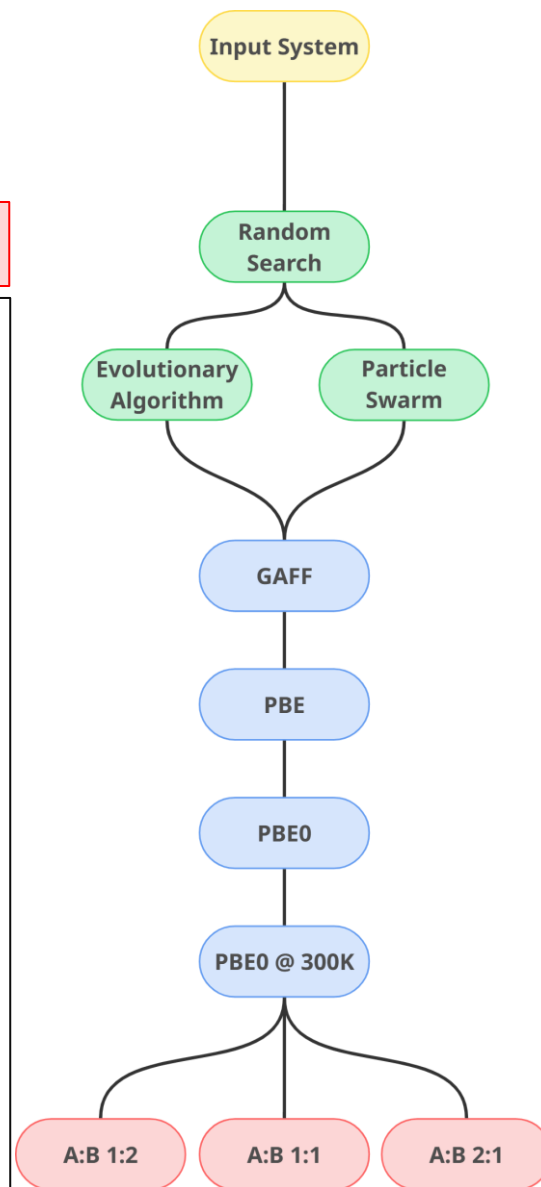 Input System
Random
Search
Evolutionary
Algorithm
Particle
Swarm
GAFF
PBE
PBE0
PBE0 @ 300K
A:B 1:2
A:B 1:1
A:B 2:1